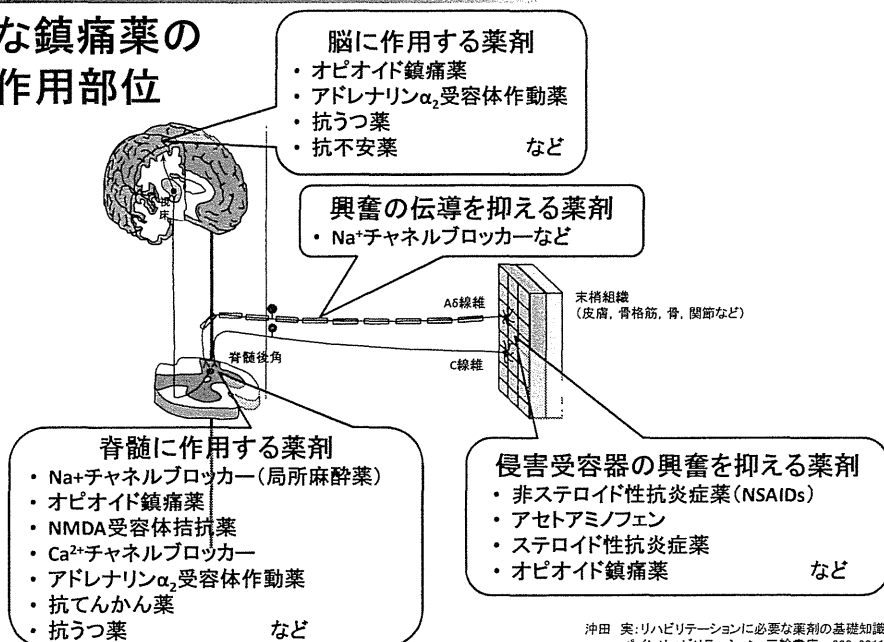 な鎮痛薬の
作用部位
脳に作用する薬剤
・ オピオイド鎮痛薬
・ アドレナリンα₂受容体作動薬
・ 抗うつ薬
・ 抗不安薬 など
興奮の伝導を抑える薬剤
・ Na⁺チャネルブロッカーなど
視床
Aδ線維
末梢組織
(皮膚, 骨格筋, 骨, 関節など)
脊髄後角
C線維
脊髄に作用する薬剤
・ Na+チャネルブロッカー(局所麻酔薬)
・ オピオイド鎮痛薬
・ NMDA受容体拮抗薬
・ Ca²⁺チャネルブロッカー
・ アドレナリンα₂受容体作動薬
・ 抗てんかん薬
・ 抗うつ薬 など
侵害受容器の興奮を抑える薬剤
・ 非ステロイド性抗炎症薬(NSAIDs)
・ アセトアミノフェン
・ ステロイド性抗炎症薬
・ オピオイド鎮痛薬 など
沖田 実:リハビリテーションに必要な薬剤の基礎知識